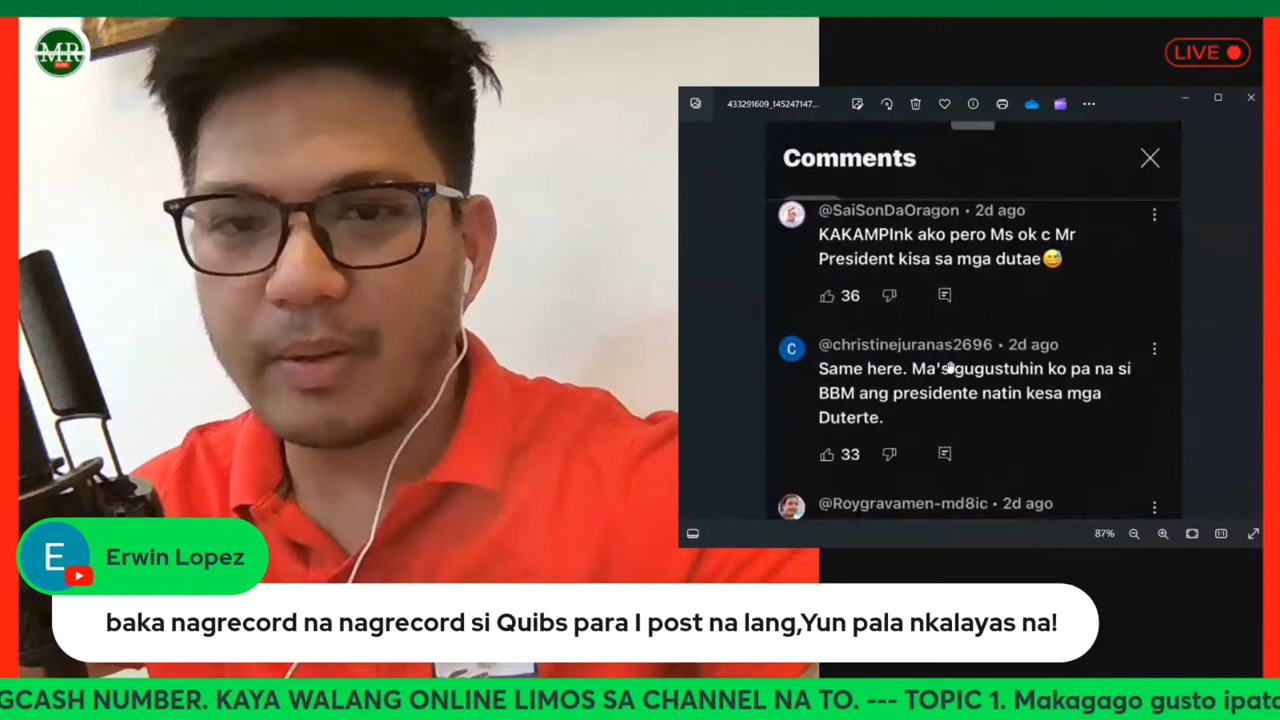 MR
LIVE
433291609_145247147...
Comments
@SaiSonDaOragon • 2d ago
KAKAMPInk ako pero Ms ok c Mr
President kisa sa mga dutae😅
36
C
@christinejuranas2696 • 2d ago
Same here. Ma's gugustuhin ko pa na si
BBM ang presidente natin kesa mga
Duterte.
33
@Roygravamen-md8ic • 2d ago
87%
E
Erwin Lopez
baka nagrecord na nagrecord si Quibs para I post na lang,Yun pala nkalayas na!
GCASH NUMBER. KAYA WALANG ONLINE LIMOS SA CHANNEL NA TO. --- TOPIC 1. Makagago gusto ipata